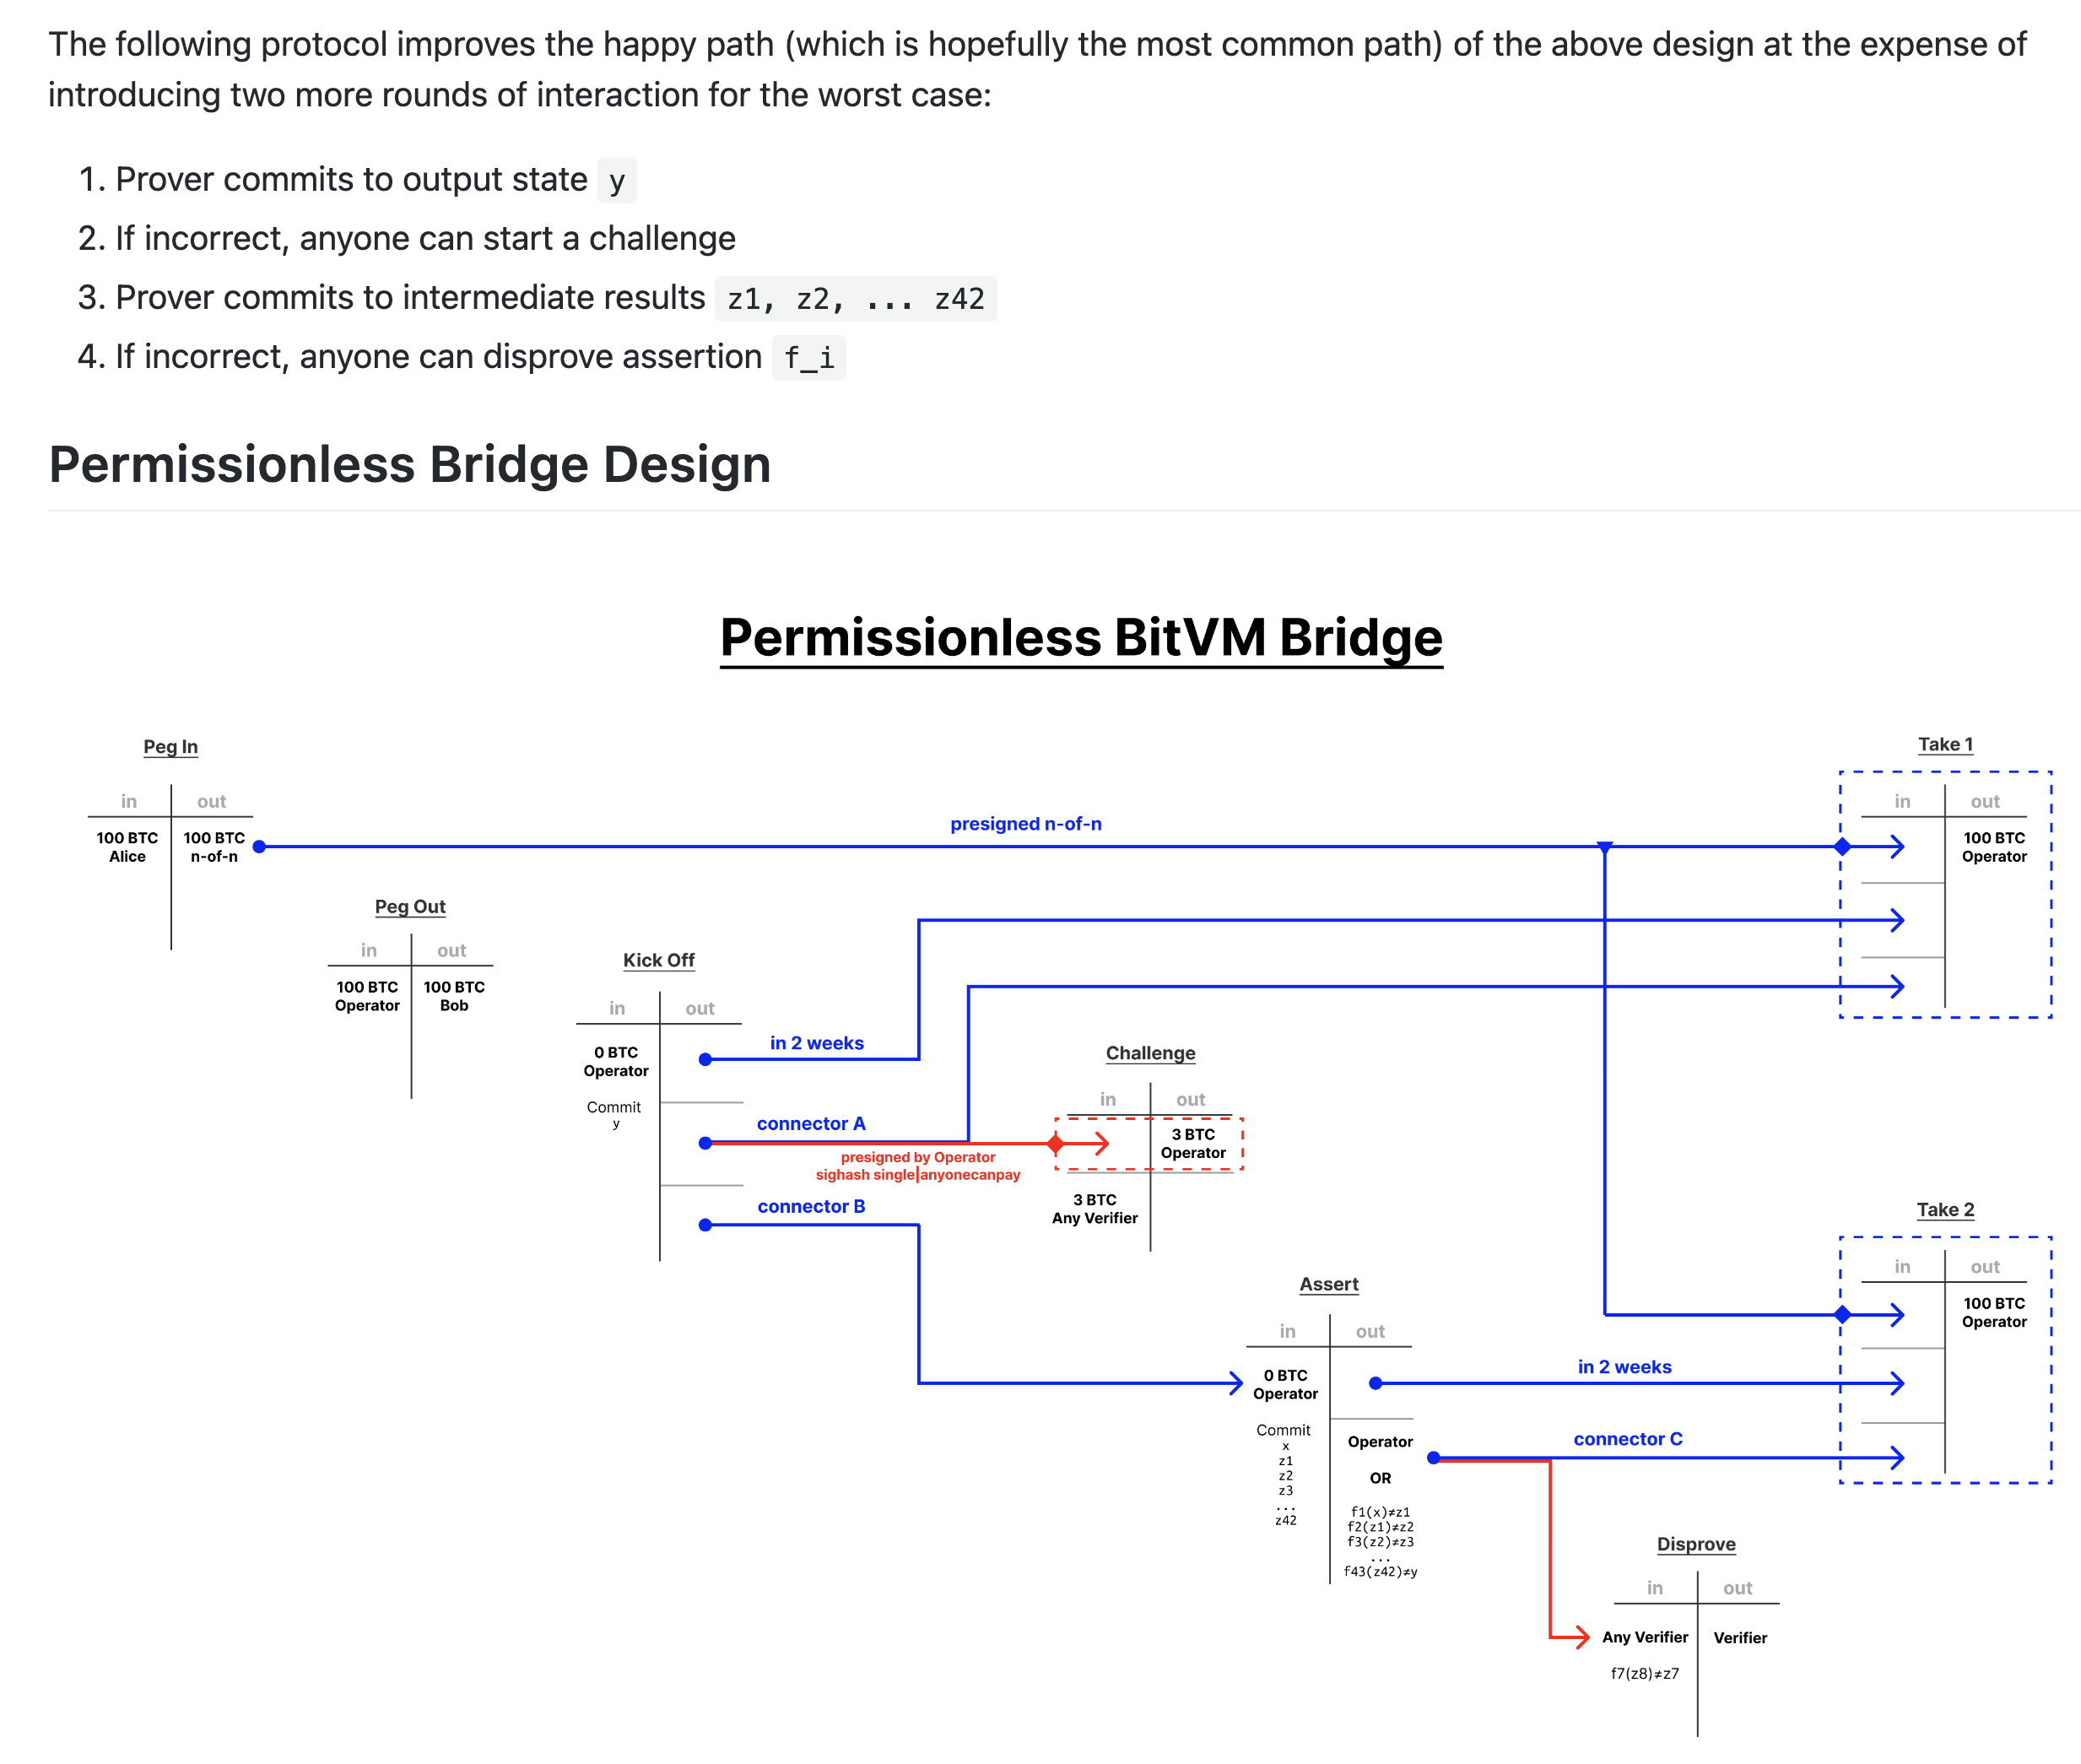 The following protocol improves the happy path (which is hopefully the most common path) of the above design at the expense of
introducing two more rounds of interaction for the worst case:
1. Prover commits to output state y
2. If incorrect, anyone can start a challenge
3. Prover commits to intermediate results z1, z2, ... z42
4. If incorrect, anyone can disprove assertion f_i
Permissionless Bridge Design
Permissionless BitVM Bridge
Peg In
in out
100 BTC 100 BTC
Alice n-of-n
presigned n-of-n
Take 1
in out
100 BTC
Operator
Peg Out
in out
100 BTC 100 BTC
Operator Bob
Kick Off
in out
0 BTC
Operator
Commit
y
in 2 weeks
connector A
presigned by Operator
sighash single|anyonecanpay
connector B
Challenge
in out
3 BTC
Operator
3 BTC
Any Verifier
Assert
in out
0 BTC
Operator
Commit
x
z1
z2
z3
...
z42
Operator
OR
f1(x)≠z1
f2(z1)≠z2
f3(z2)≠z3
...
f43(z42)≠y
in 2 weeks
connector C
Take 2
in out
100 BTC
Operator
Disprove
in out
Any Verifier Verifier
f7(z8)≠z7